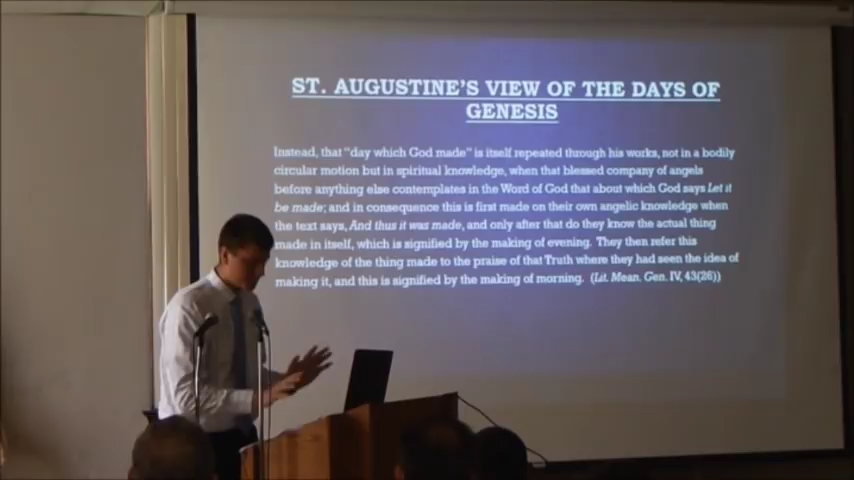 ST. AUGUSTINE'S VIEW OF THE DAYS OF
GENESIS
Instead, that "day which God made" is itself repeated through his works, not in a bodily
circular motion but in spiritual knowledge, when that blessed company of angels
before anything else contemplates in the Word of God that about which God says Let it
be made; and in consequence this is first made on their own angelic knowledge when
the text says, And thus it was made, and only after that do they know the actual thing
made in itself, which is signified by the making of evening. They then refer this
knowledge of the thing made to the praise of that Truth where they had seen the idea of
making it, and this is signified by the making of morning. (Lit. Mean. Gen. IV, 43(26))